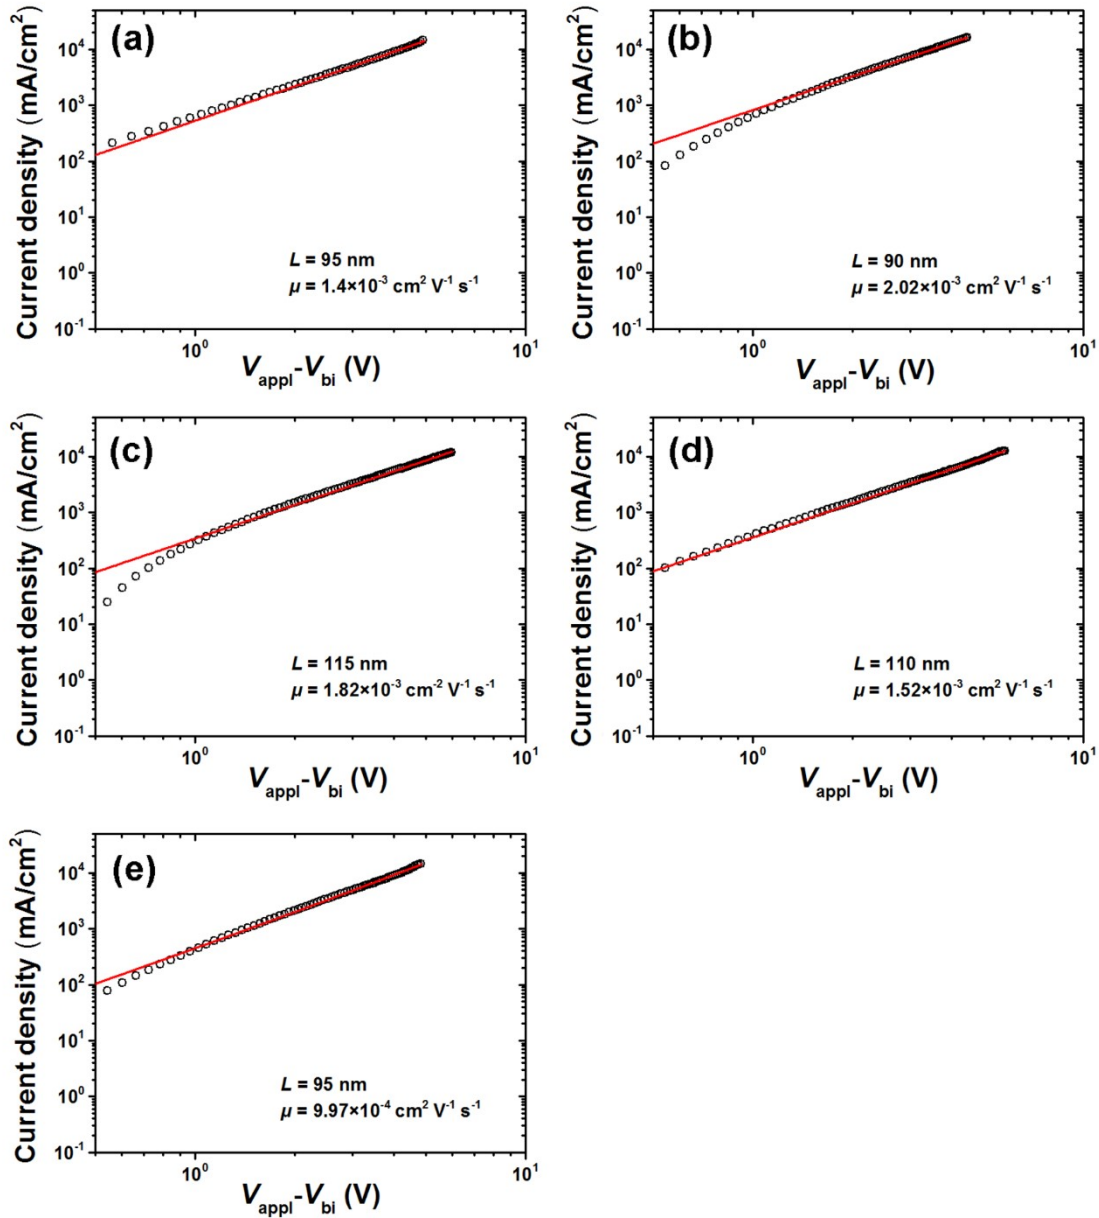 (a)
Current density (mA/cm²)
10⁴
10³
10²
10¹
10⁰
10⁻¹
L = 95 nm
μ = 1.4×10⁻³ cm² V⁻¹ s⁻¹
10⁰
10¹
V_appl-V_bi (V)
(b)
Current density (mA/cm²)
10⁴
10³
10²
10¹
10⁰
10⁻¹
L = 90 nm
μ = 2.02×10⁻³ cm² V⁻¹ s⁻¹
10⁰
10¹
V_appl-V_bi (V)
(c)
Current density (mA/cm²)
10⁴
10³
10²
10¹
10⁰
10⁻¹
L = 115 nm
μ = 1.82×10⁻³ cm⁻² V⁻¹ s⁻¹
10⁰
10¹
V_appl-V_bi (V)
(d)
Current density (mA/cm²)
10⁴
10³
10²
10¹
10⁰
10⁻¹
L = 110 nm
μ = 1.52×10⁻³ cm² V⁻¹ s⁻¹
10⁰
10¹
V_appl-V_bi (V)
(e)
Current density (mA/cm²)
10⁴
10³
10²
10¹
10⁰
10⁻¹
L = 95 nm
μ = 9.97×10⁻⁴ cm² V⁻¹ s⁻¹
10⁰
10¹
V_appl-V_bi (V)